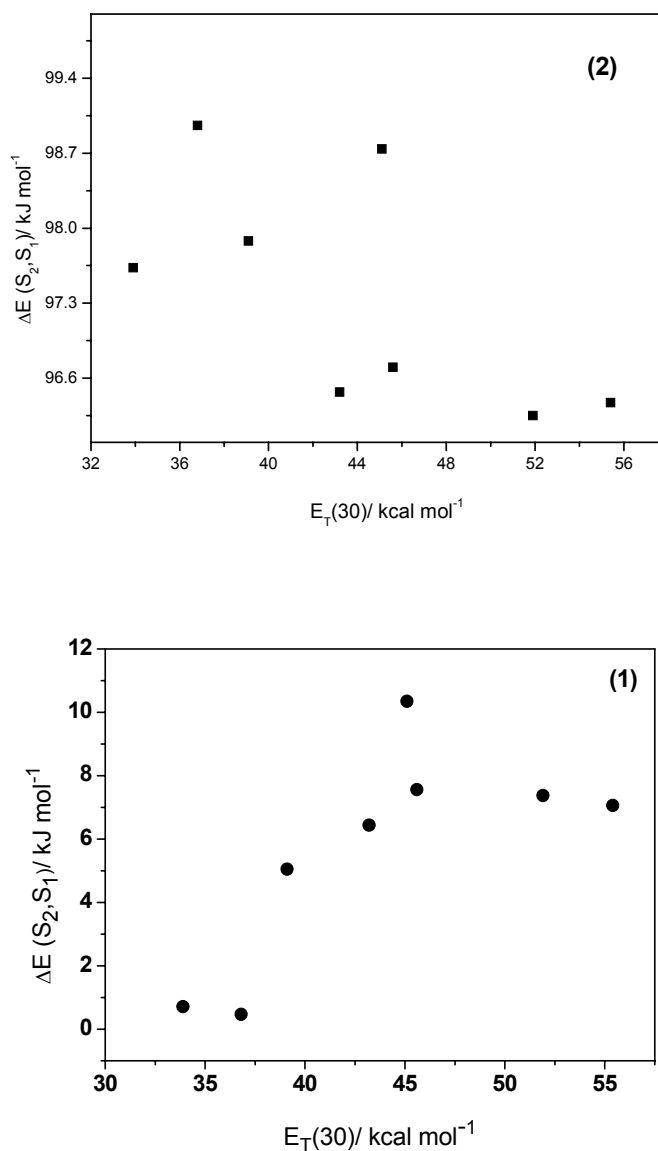 (2)
99.4
98.7
98.0
97.3
96.6
ΔE (S₂,S₁)/ kJ mol⁻¹
32 36 40 44 48 52 56
E_T(30)/ kcal mol⁻¹
(1)
12
10
8
6
4
2
0
ΔE (S₂,S₁)/ kJ mol⁻¹
30 35 40 45 50 55
E_T(30)/ kcal mol⁻¹